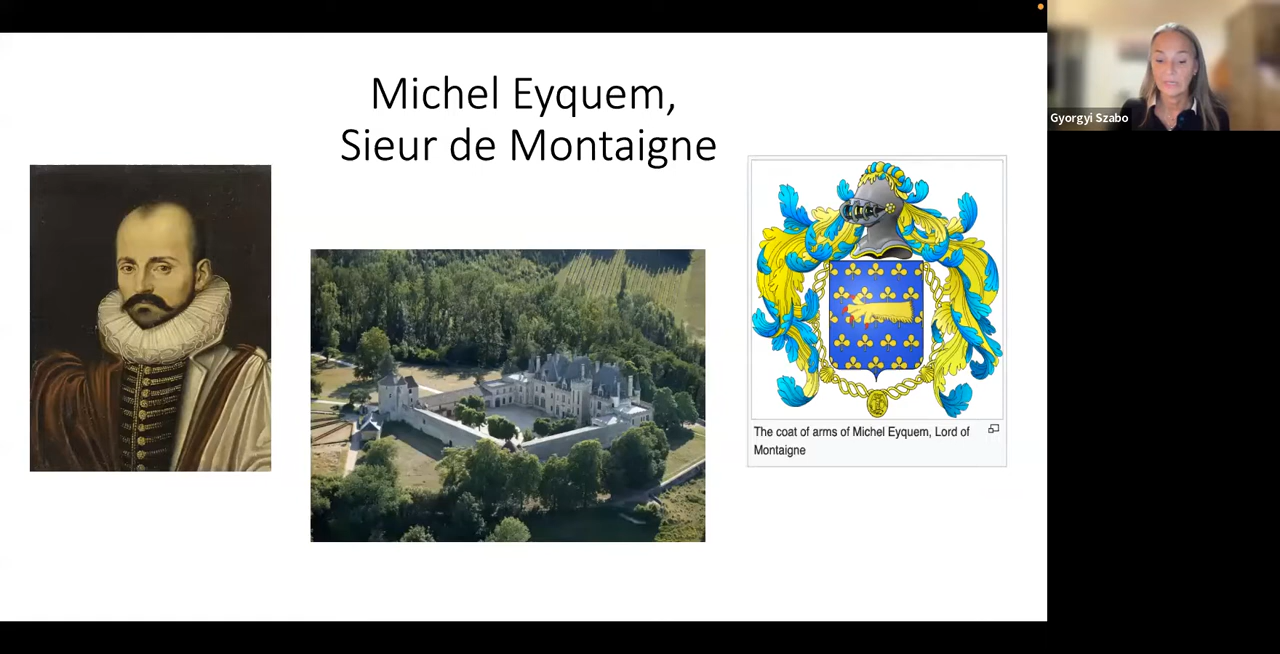 Michel Eyquem,
Sieur de Montaigne
Gyorgyi Szabo
The coat of arms of Michel Eyquem, Lord of
Montaigne